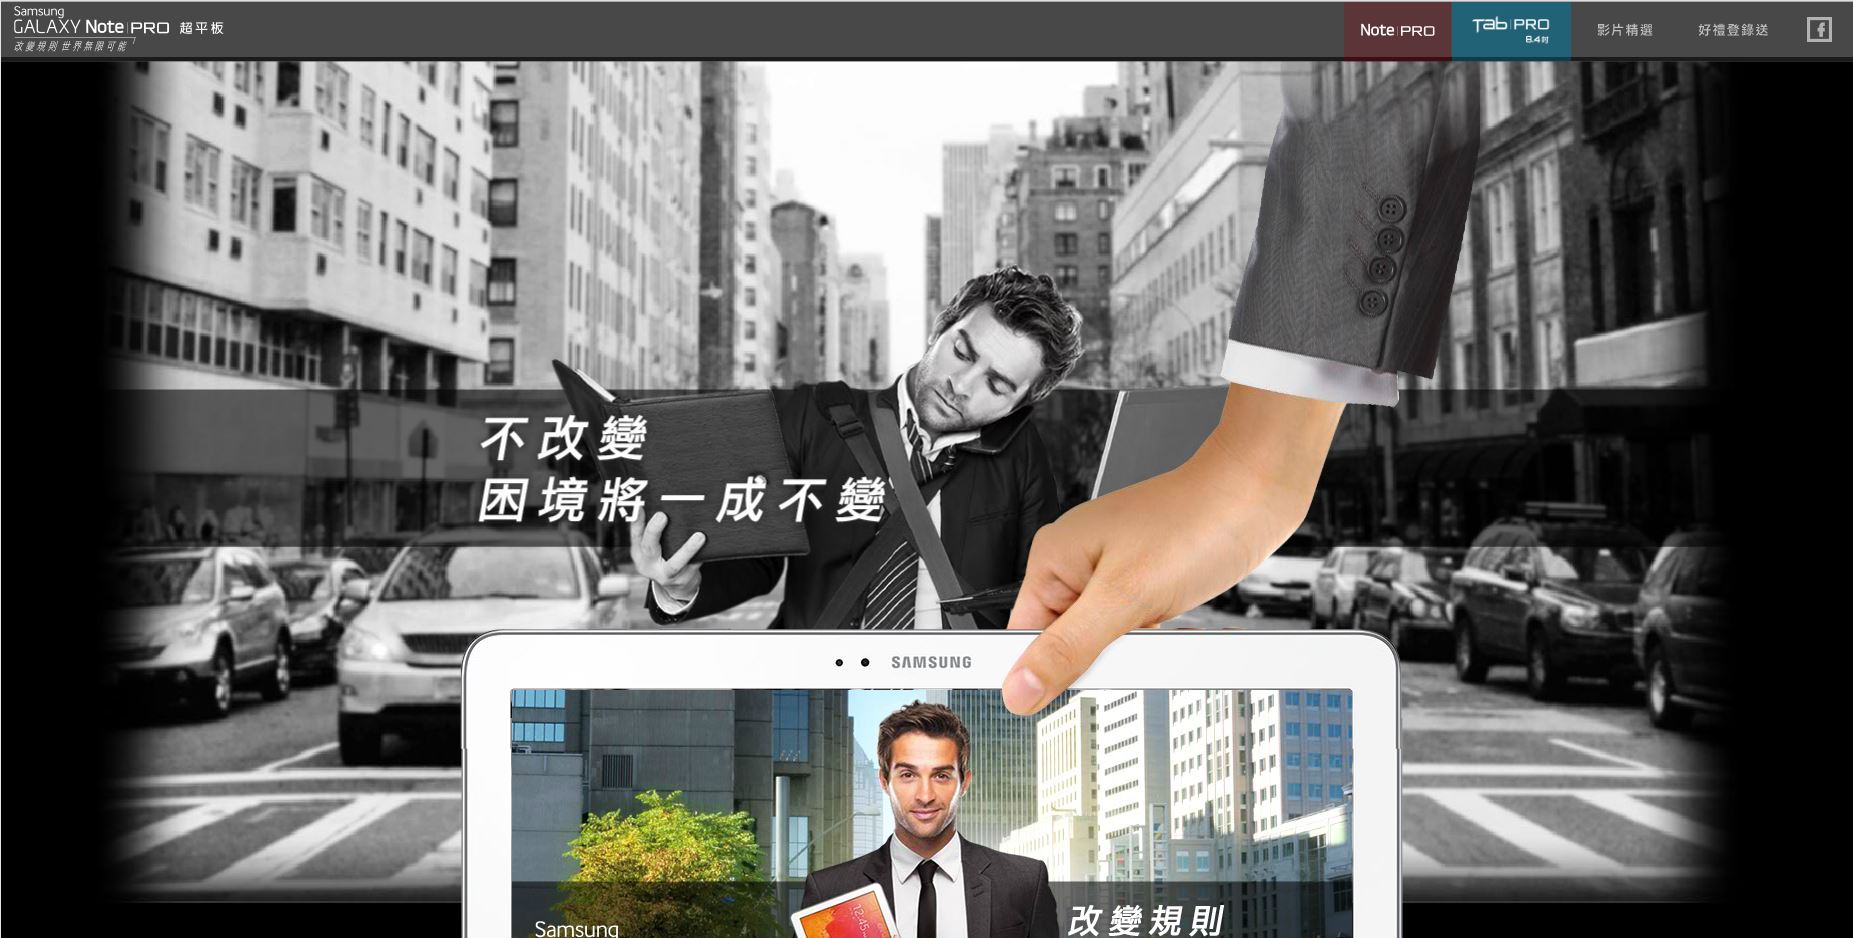 Samsung
GALAXY Note PRO 超平板
改變規則 世界無限可能
Note PRO
Tab PRO
8.4吋
影片精選
好禮登錄送
f
不改變
困境將一成不變
SAMSUNG
12:45
改變規則
Samsung